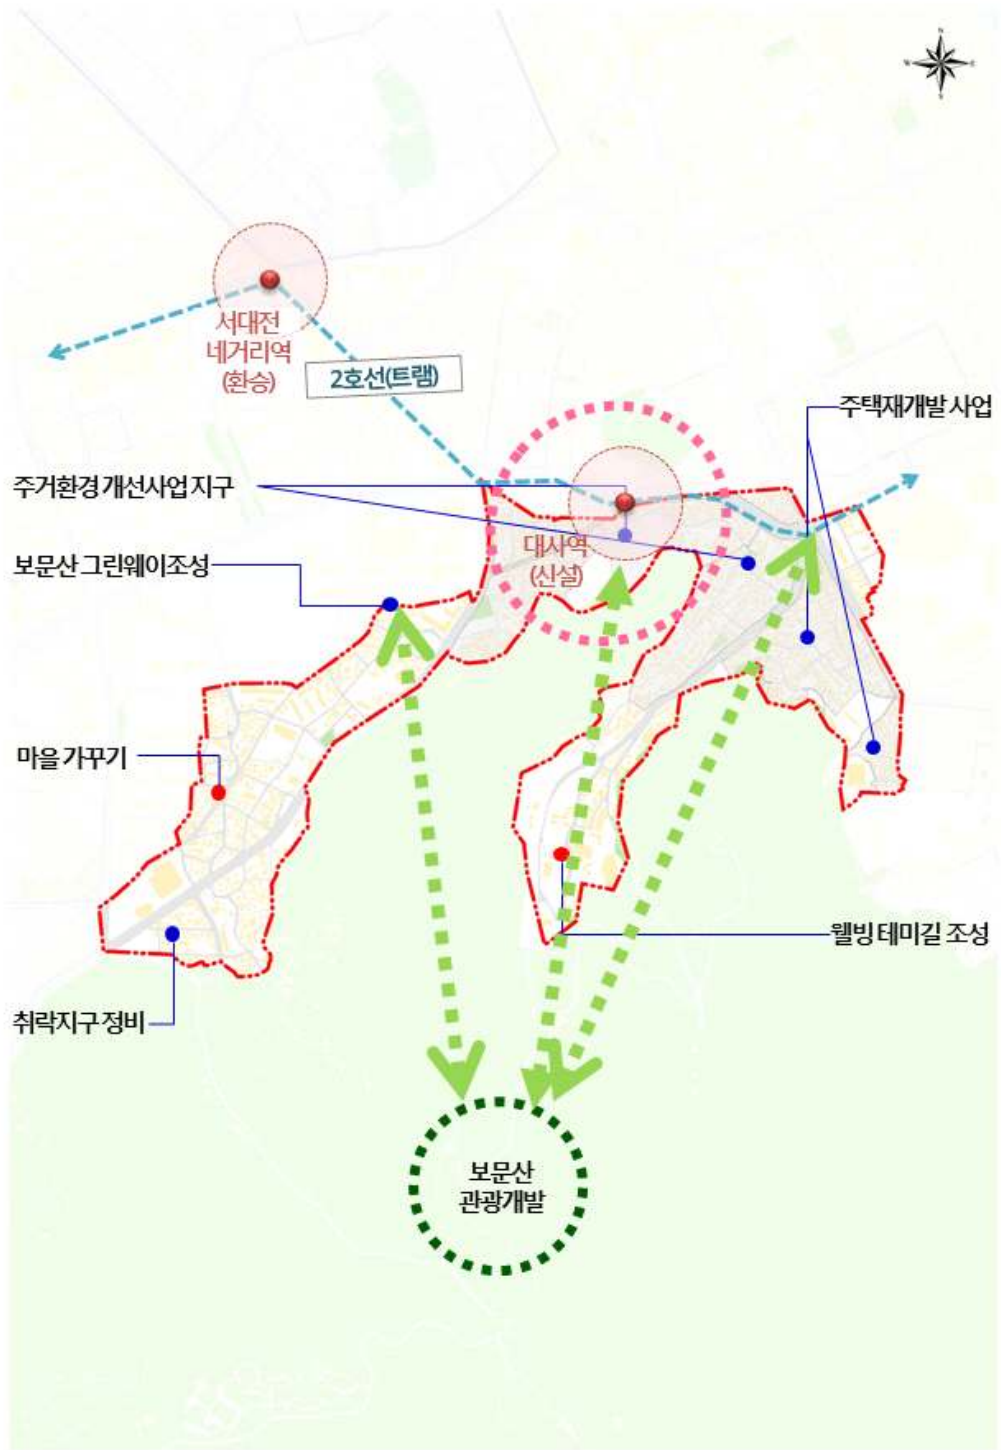 N
W
E
S
서대전
네거리역
(환승)
2호선(트램)
주택재개발 사업
주거환경 개선사업 지구
대사역
(신설)
보문산 그린웨이조성
마을 가꾸기
웰빙 테미길 조성
취락지구 정비
보문산
관광개발